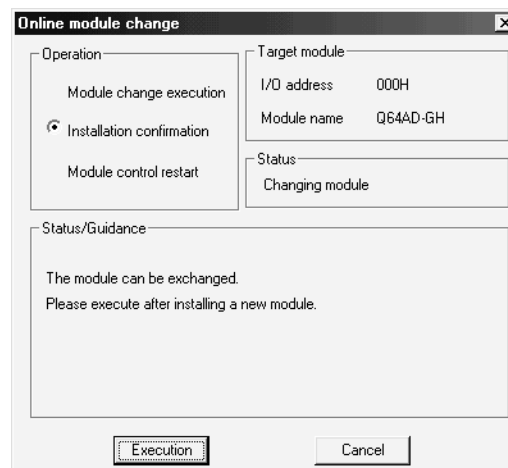 Online module change
Operation
Module change execution
Installation confirmation
Module control restart
Target module
I/O address 000H
Module name Q64AD-GH
Status
Changing module
Status/Guidance
The module can be exchanged.
Please execute after installing a new module.
Execution Cancel